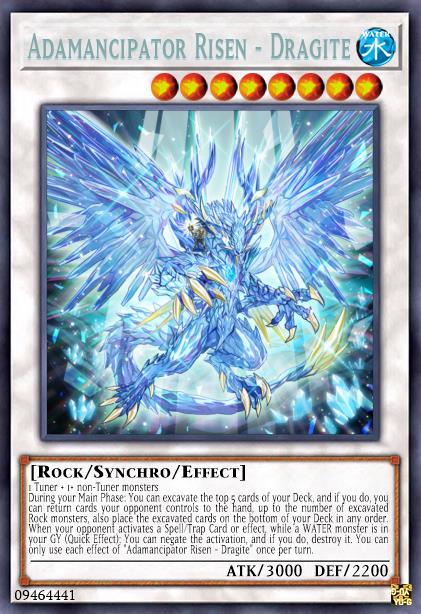 Adamancipator Risen - Dragite
WATER
水
[Rock/Synchro/Effect]
1 Tuner + 1+ non-Tuner monsters
During your Main Phase: You can excavate the top 5 cards of your Deck, and if you do, you
can return cards your opponent controls to the hand, up to the number of excavated
Rock monsters, also place the excavated cards on the bottom of your Deck in any order.
When your opponent activates a Spell/Trap Card or effect, while a WATER monster is in
your GY (Quick Effect): You can negate the activation, and if you do, destroy it. You can
only use each effect of "Adamancipator Risen - Dragite" once per turn.
ATK/3000 DEF/2200
09464441